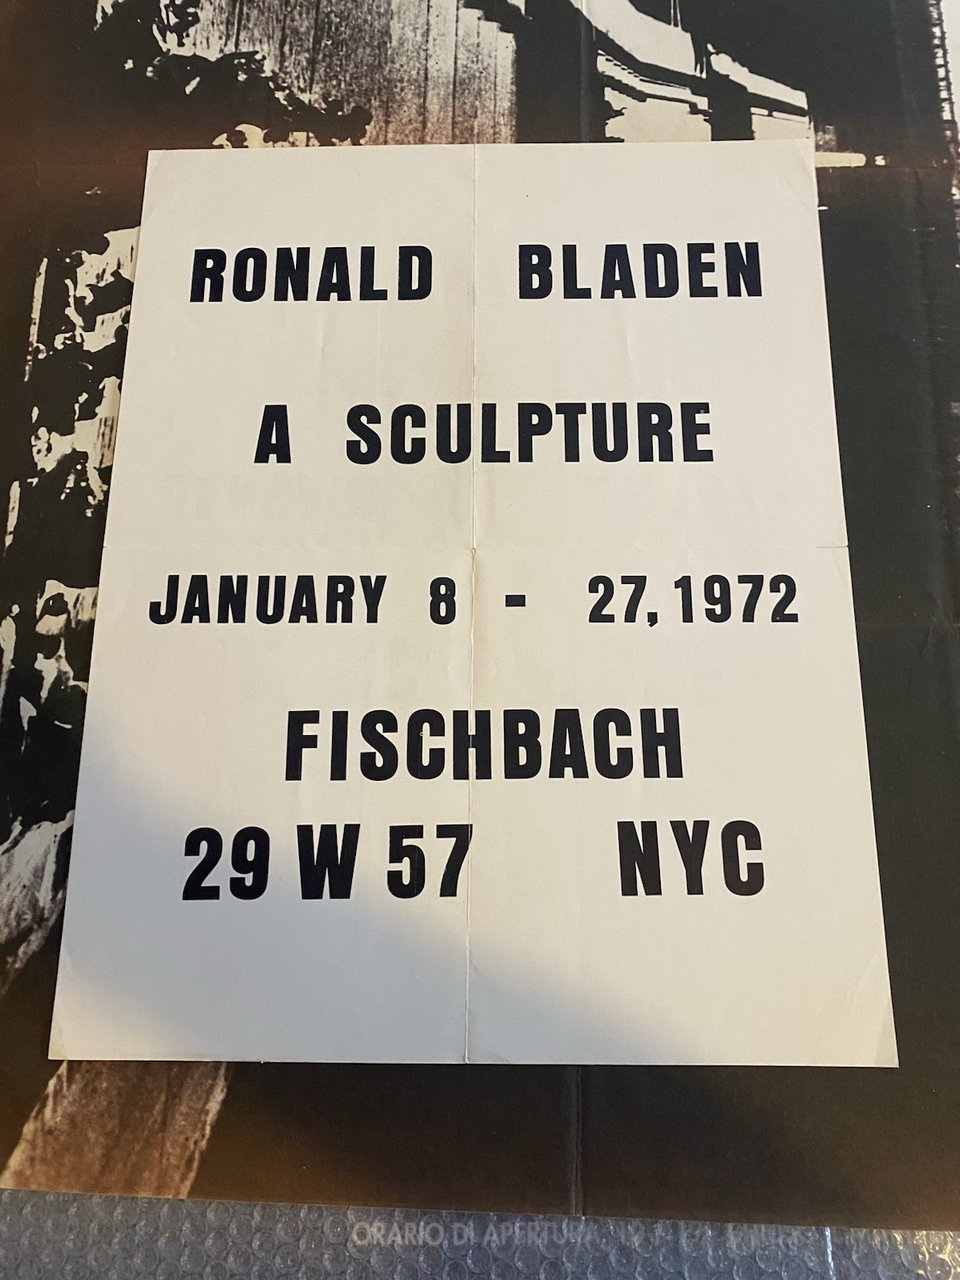 RONALD BLADEN
A SCULPTURE
JANUARY 8 - 27, 1972
FISCHBACH
29 W 57 NYC
ORARIO DI APERTURA